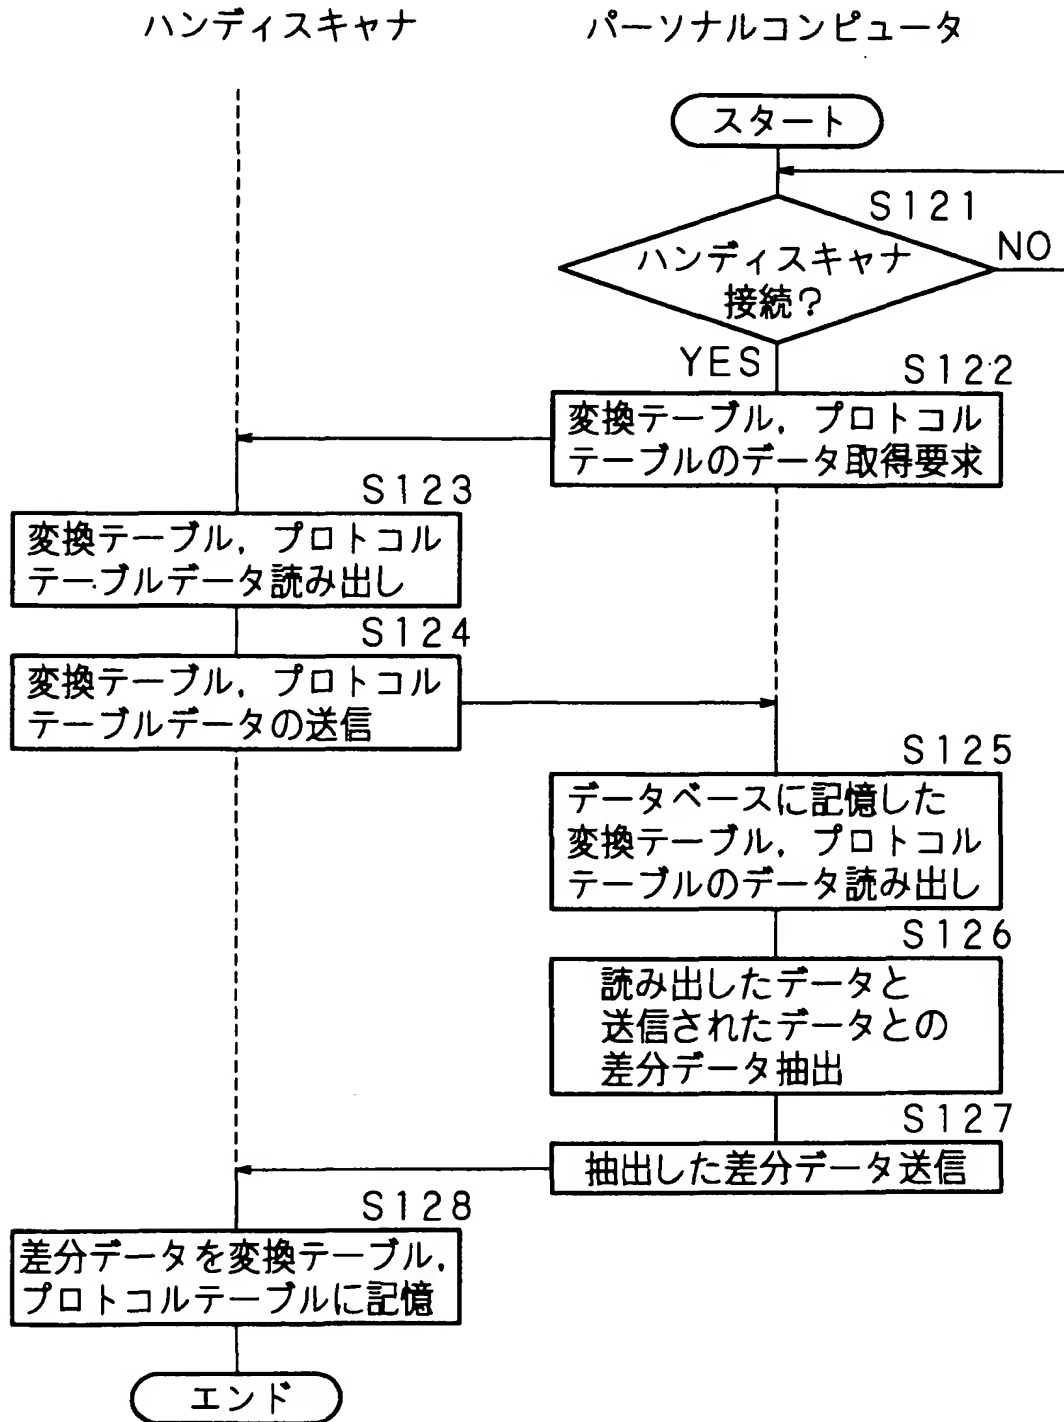 ハンディスキャナ
パーソナルコンピュータ
スタート
S121
ハンディスキャナ
接続?
NO
YES
S122
変換テーブル，プロトコル
テーブルのデータ取得要求
S123
変換テーブル，プロトコル
テーブルデータ読み出し
S124
変換テーブル，プロトコル
テーブルデータの送信
S125
データベースに記憶した
変換テーブル，プロトコル
テーブルのデータ読み出し
S126
読み出したデータと
送信されたデータとの
差分データ抽出
S127
抽出した差分データ送信
S128
差分データを変換テーブル，
プロトコルテーブルに記憶
エンド